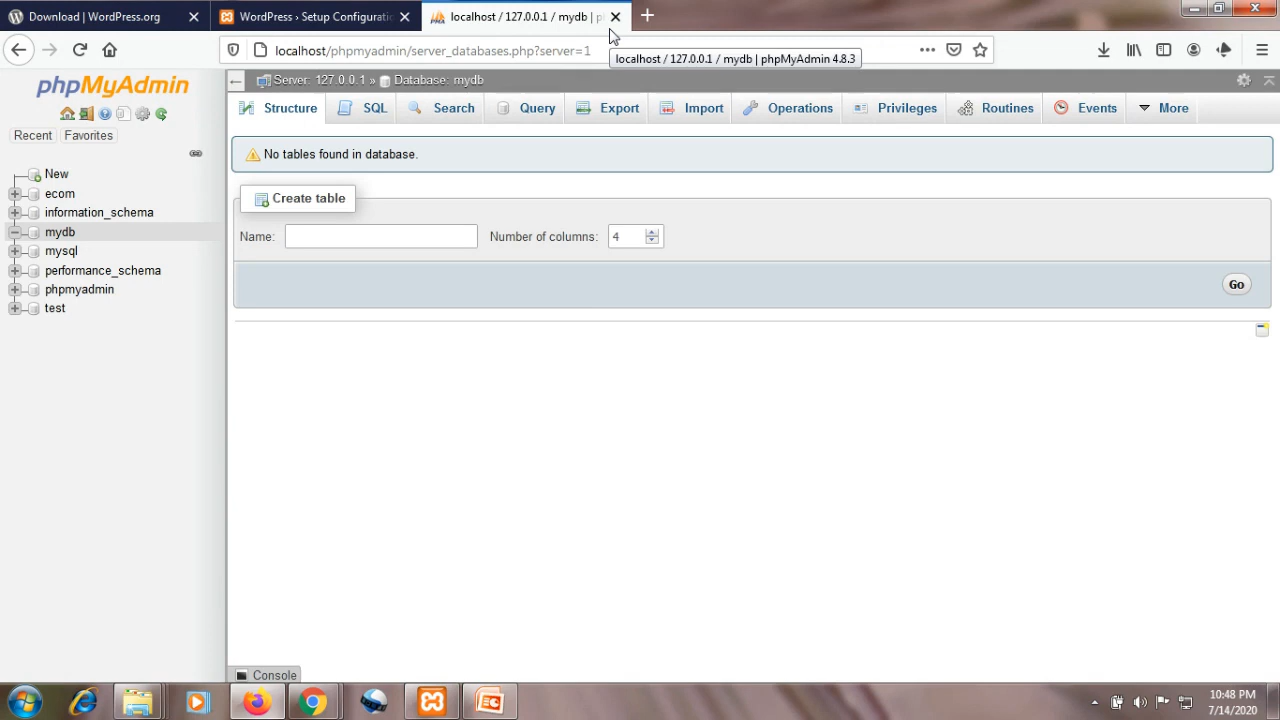 Download | WordPress.org
WordPress › Setup Configuratio
localhost / 127.0.0.1 / mydb | p
localhost/phpmyadmin/server_databases.php?server=1
localhost / 127.0.0.1 / mydb | phpMyAdmin 4.8.3
phpMyAdmin
Recent
Favorites
New
ecom
information_schema
mydb
mysql
performance_schema
phpmyadmin
test
Server: 127.0.0.1 » Database: mydb
Structure SQL Search Query Export Import Operations Privileges Routines Events More
No tables found in database.
Create table
Name: Number of columns: 4
Go
Console
10:48 PM
7/14/2020